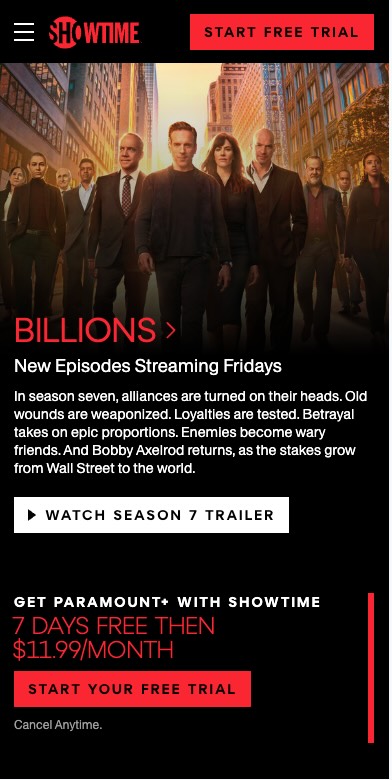 SHOWTIME
START FREE TRIAL
BILLIONS >
New Episodes Streaming Fridays
In season seven, alliances are turned on their heads. Old
wounds are weaponized. Loyalties are tested. Betrayal
takes on epic proportions. Enemies become wary
friends. And Bobby Axelrod returns, as the stakes grow
from Wall Street to the world.
WATCH SEASON 7 TRAILER
GET PARAMOUNT+ WITH SHOWTIME
7 DAYS FREE THEN
$11.99/MONTH
START YOUR FREE TRIAL
Cancel Anytime.